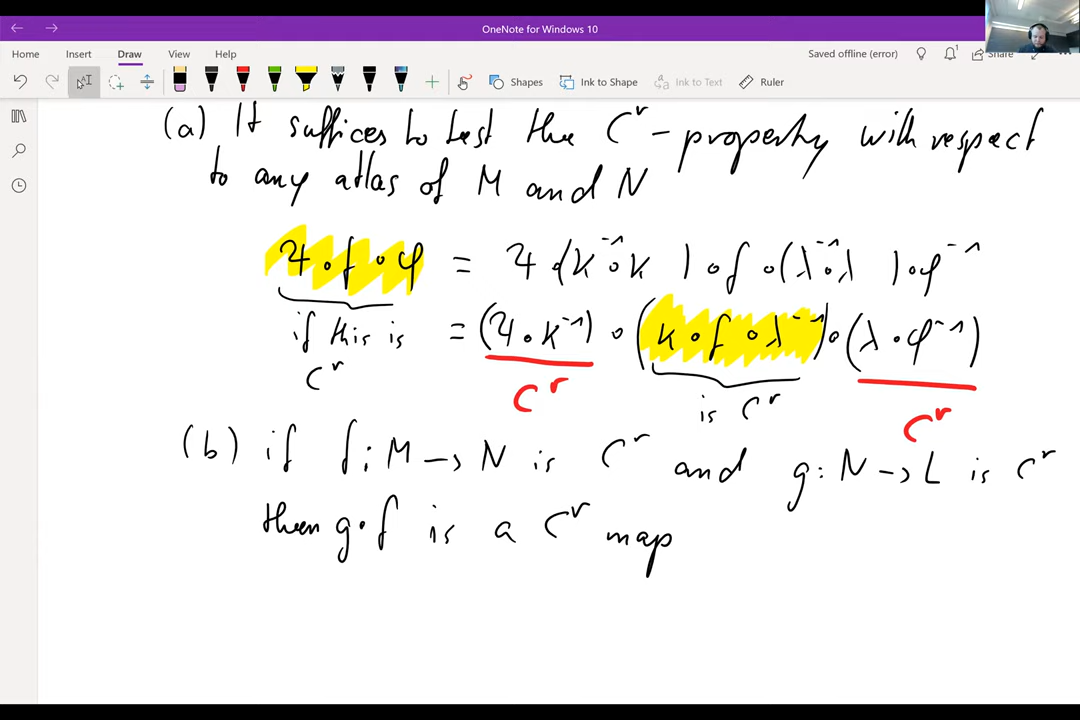 OneNote for Windows 10
Home Insert Draw View Help Saved offline (error) Share
Shapes Ink to Shape Ink to Text Ruler
(a) It suffices to test the C^r - property with respect
to any atlas of M and N
ψ ∘ f ∘ φ = ψ ∘ (κ^-1 ∘ κ) ∘ f ∘ (λ^-1 ∘ λ) ∘ φ^-1
if this is = (ψ ∘ κ^-1) ∘ (κ ∘ f ∘ λ^-1) ∘ (λ ∘ φ^-1)
C^r C^r is C^r C^r
(b) if f: M → N is C^r and g: N → L is C^r
then g ∘ f is a C^r map